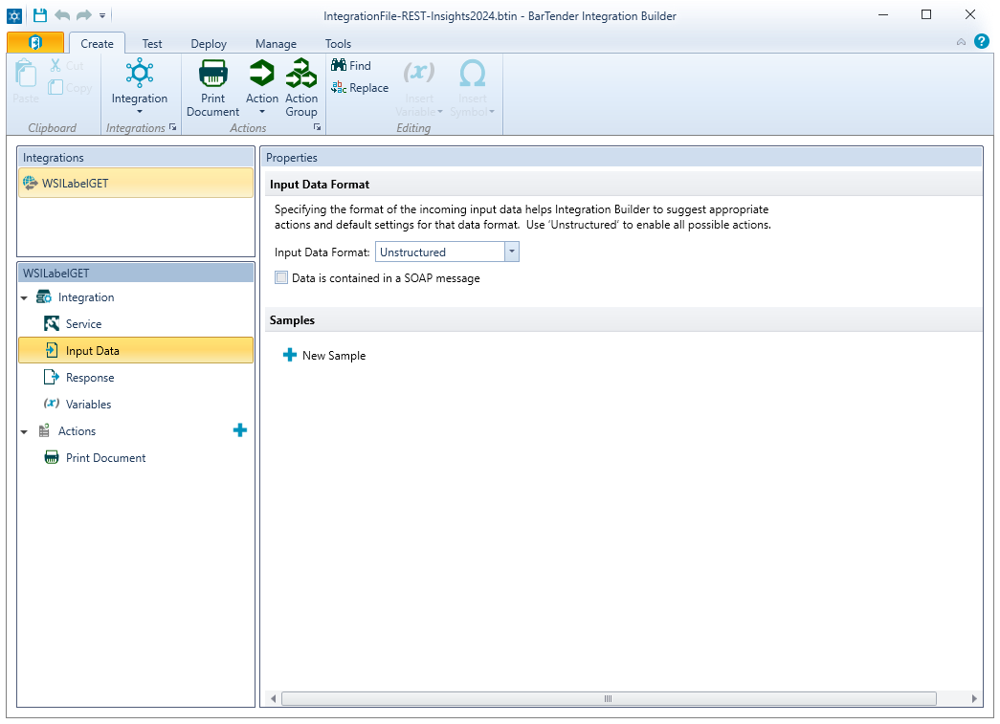 IntegrationFile-REST-Insights2024.btin - BarTender Integration Builder
Create Test Deploy Manage Tools
Paste
Cut
Copy
Clipboard
Integration
Integrations
Print Document
Action
Action Group
Actions
Find
Replace
Insert Variable
Insert Symbol
Editing
Integrations
WSILabelGET
WSILabelGET
Integration
Service
Input Data
Response
Variables
Actions
Print Document
Properties
Input Data Format
Specifying the format of the incoming input data helps Integration Builder to suggest appropriate
actions and default settings for that data format. Use 'Unstructured' to enable all possible actions.
Input Data Format: Unstructured
Data is contained in a SOAP message
Samples
New Sample